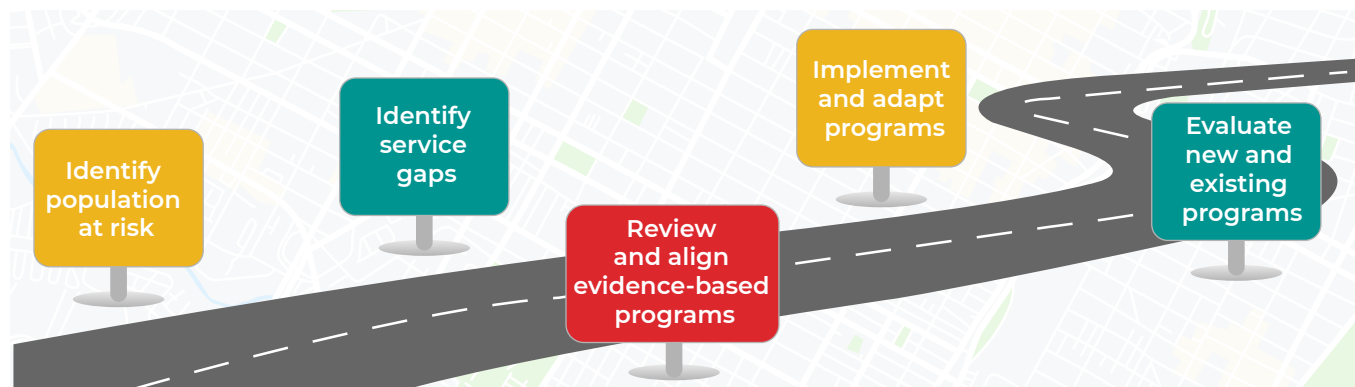 Identify
population
at risk
Identify
service
gaps
Review
and align
evidence-based
programs
Implement
and adapt
programs
Evaluate
new and
existing
programs